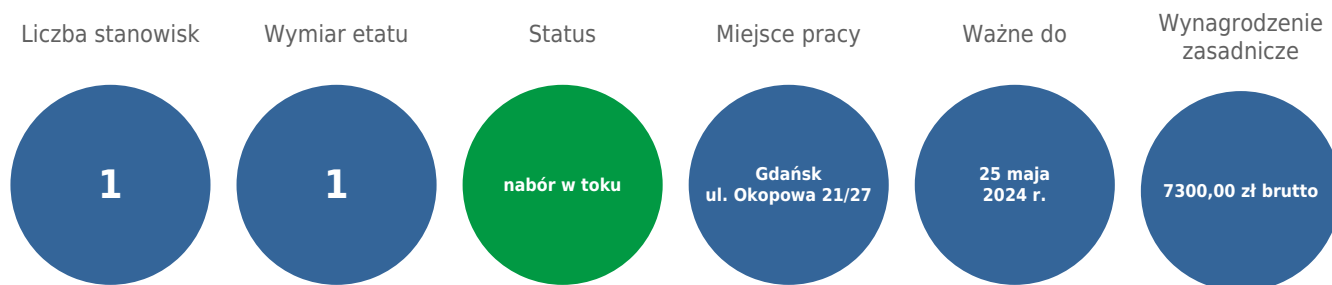 Liczba stanowisk
Wymiar etatu
Status
Miejsce pracy
Ważne do
Wynagrodzenie
zasadnicze
1
1
nabór w toku
Gdańsk
ul. Okopowa 21/27
25 maja
2024 r.
7300,00 zł brutto